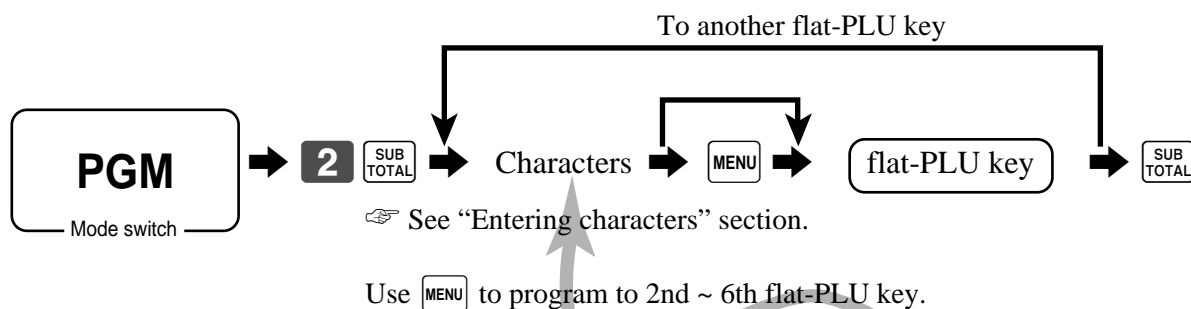 To another flat-PLU key
PGM
Mode switch
2 SUB TOTAL Characters MENU flat-PLU key SUB TOTAL
☞ See “Entering characters” section.
Use MENU to program to 2nd ~ 6th flat-PLU key.